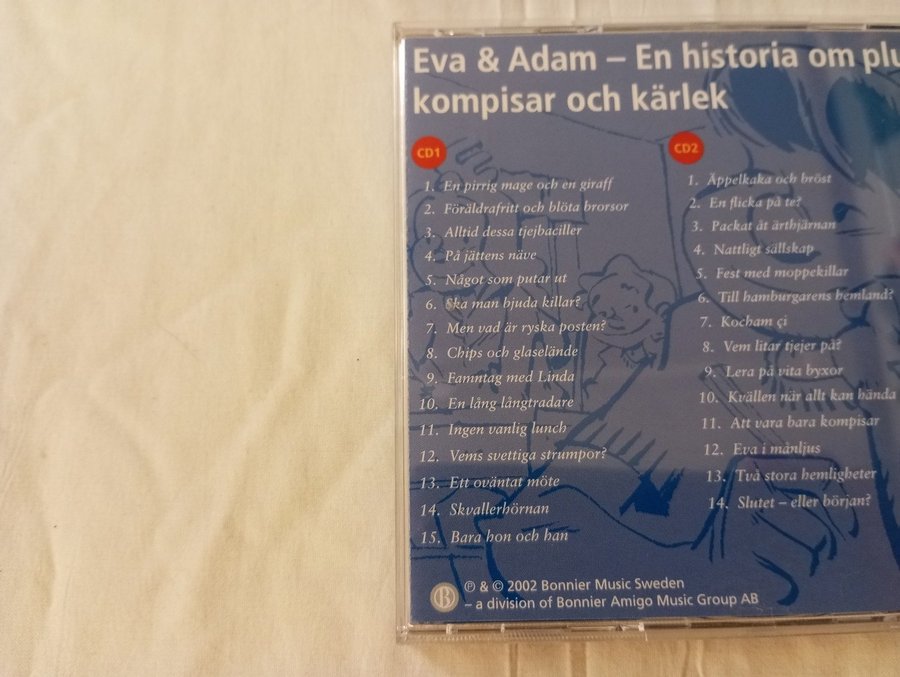 Eva & Adam – En historia om plu
kompisar och kärlek
CD1
1. En pirrig mage och en giraff
2. Föräldrafritt och blöta brorsor
3. Alltid dessa tjejbaciller
4. På jättens näve
5. Något som putar ut
6. Ska man bjuda killar?
7. Men vad är ryska posten?
8. Chips och glaselände
9. Famntag med Linda
10. En lång långtradare
11. Ingen vanlig lunch
12. Vems svettiga strumpor?
13. Ett oväntat möte
14. Skvallerhörnan
15. Bara hon och han
CD2
1. Äppelkaka och bröst
2. En flicka på te?
3. Packat åt ärthjärnan
4. Nattligt sällskap
5. Fest med moppekillar
6. Till hamburgarens hemland?
7. Kocham çi
8. Vem litar tjejer på?
9. Lera på vita byxor
10. Kvällen när allt kan hända
11. Att vara bara kompisar
12. Eva i månljus
13. Två stora hemligheter
14. Slutet – eller början?
B
℗ & © 2002 Bonnier Music Sweden
– a division of Bonnier Amigo Music Group AB